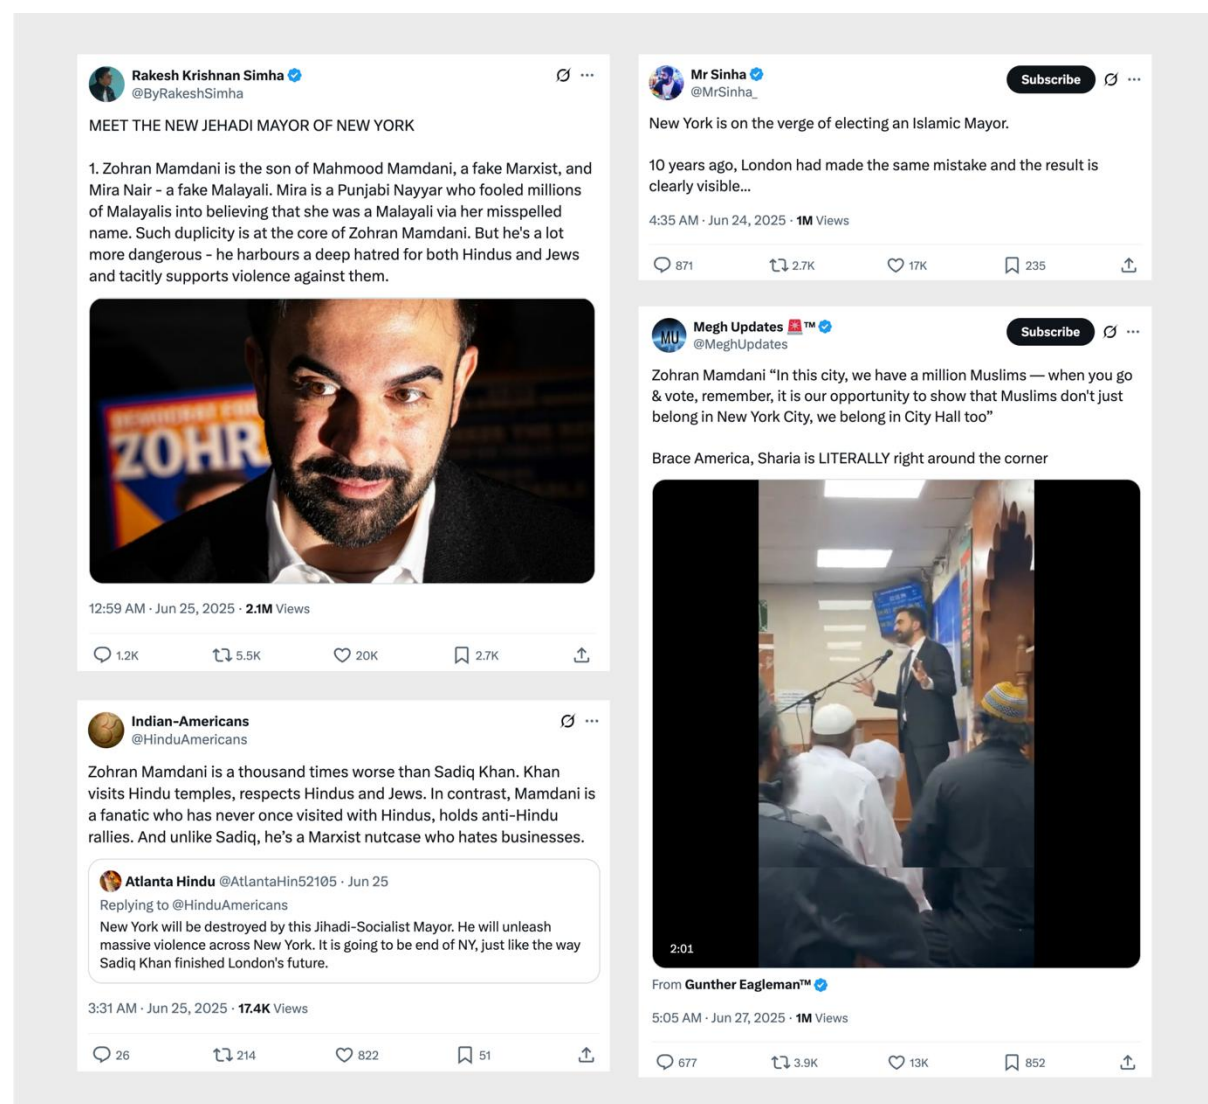 Rakesh Krishnan Simha
@ByRakeshSimha
MEET THE NEW JEHADI MAYOR OF NEW YORK
1. Zohran Mamdani is the son of Mahmood Mamdani, a fake Marxist, and
Mira Nair - a fake Malayali. Mira is a Punjabi Nayyar who fooled millions
of Malayalis into believing that she was a Malayali via her misspelled
name. Such duplicity is at the core of Zohran Mamdani. But he's a lot
more dangerous - he harbours a deep hatred for both Hindus and Jews
and tacitly supports violence against them.
ZOHR
12:59 AM · Jun 25, 2025 · 2.1M Views
1.2K 5.5K 20K 2.7K
Indian-Americans
@HinduAmericans
Zohran Mamdani is a thousand times worse than Sadiq Khan. Khan
visits Hindu temples, respects Hindus and Jews. In contrast, Mamdani is
a fanatic who has never once visited with Hindus, holds anti-Hindu
rallies. And unlike Sadiq, he's a Marxist nutcase who hates businesses.
Atlanta Hindu @AtlantaHin52105 · Jun 25
Replying to @HinduAmericans
New York will be destroyed by this Jihadi-Socialist Mayor. He will unleash
massive violence across New York. It is going to be end of NY, just like the way
Sadiq Khan finished London's future.
3:31 AM · Jun 25, 2025 · 17.4K Views
26 214 822 51
Mr Sinha
@MrSinha_
Subscribe
New York is on the verge of electing an Islamic Mayor.
10 years ago, London had made the same mistake and the result is
clearly visible...
4:35 AM · Jun 24, 2025 · 1M Views
871 2.7K 17K 235
MU
Megh Updates 🚨™
@MeghUpdates
Subscribe
Zohran Mamdani “In this city, we have a million Muslims — when you go
& vote, remember, it is our opportunity to show that Muslims don't just
belong in New York City, we belong in City Hall too”
Brace America, Sharia is LITERALLY right around the corner
2:01
From Gunther Eagleman™
5:05 AM · Jun 27, 2025 · 1M Views
677 3.9K 13K 852